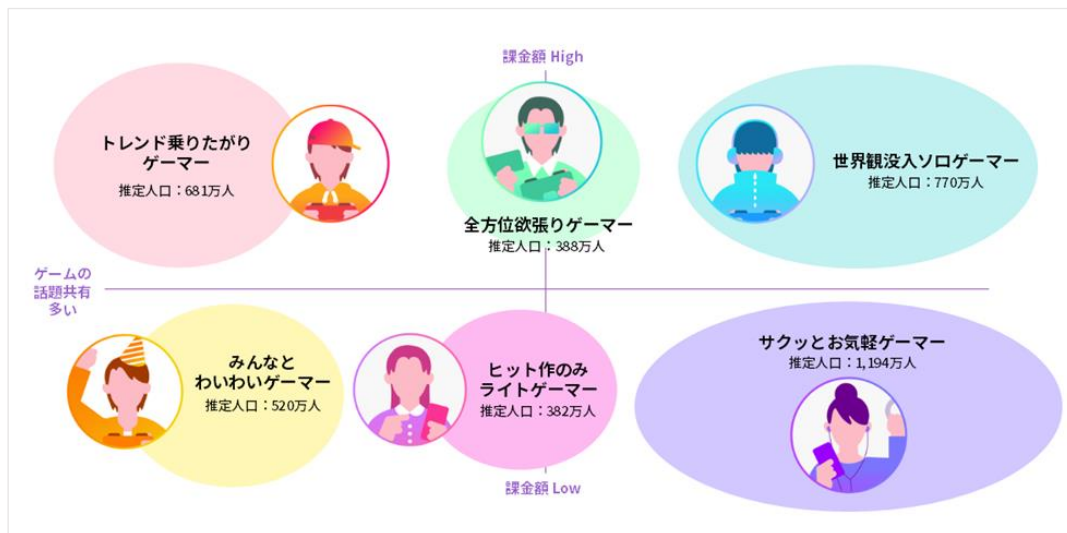 課金額 High
トレンド乗りたがり
ゲーマー
推定人口：681万人
世界観没入ソロゲーマー
推定人口：770万人
全方位欲張りゲーマー
推定人口：388万人
ゲームの
話題共有
多い
みんなと
わいわいゲーマー
推定人口：520万人
ヒット作のみ
ライトゲーマー
推定人口：382万人
サクッとお気軽ゲーマー
推定人口：1,194万人
課金額 Low